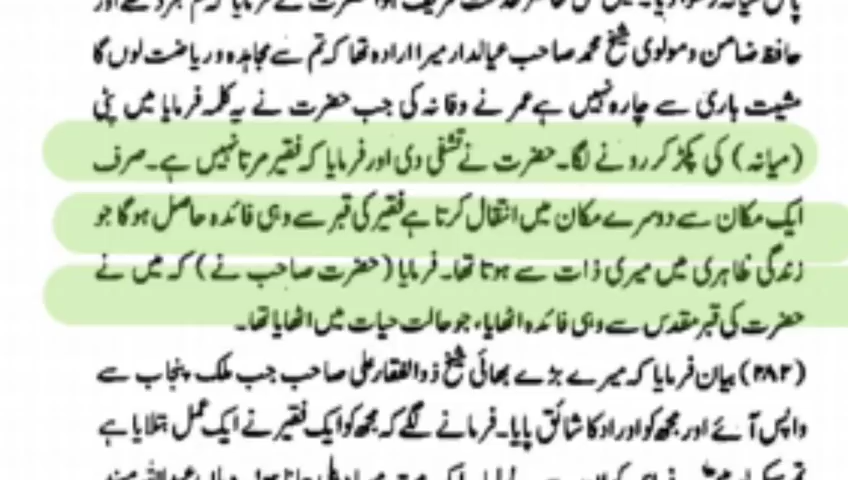 حافظ ضامن و مولوی شیخ محمد صاحب عیالدار میرا ارادہ تھا کہ تم سے مجاہدہ و ریاضت لوں گا
مشیت باری سے چارہ نہیں ہے عمر نے وفا نہ کی جب حضرت نے یہ کلمہ فرمایا میں پٹی
(میانہ) کی پکڑ کر رونے لگا۔ حضرت نے تشفی دی اور فرمایا کہ فقیر مرتا نہیں ہے۔ صرف
ایک مکان سے دوسرے مکان میں انتقال کرتا ہے فقیر کی قبر سے وہی فائدہ حاصل ہوگا جو
زندگی ظاہری میں میری ذات سے ہوتا تھا۔ فرمایا (حضرت صاحب نے) کہ میں نے
حضرت کی قبر مقدس سے وہی فائدہ اٹھایا، جو حالت حیات میں اٹھایا تھا۔
(۲۸۲) بیان فرمایا کہ میرے بڑے بھائی شیخ ذوالفقار علی صاحب جب ملک پنجاب سے
واپس آئے اور مجھ کو اوراد کا شائق پایا۔ فرمانے لگے کہ مجھ کو ایک فقیر نے ایک عمل بتلایا ہے